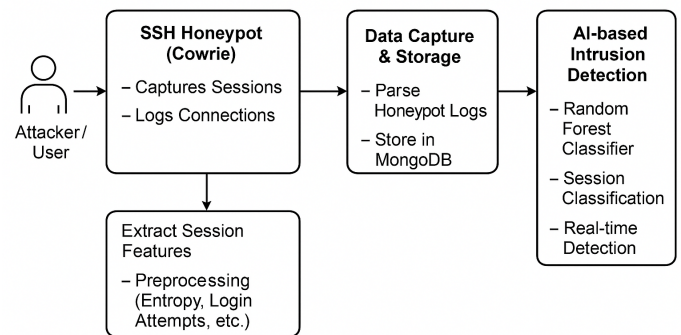 Attacker/
User
SSH Honeypot
(Cowrie)
– Captures Sessions
– Logs Connections
Data Capture
& Storage
– Parse
Honeypot Logs
– Store in
MongoDB
AI-based
Intrusion
Detection
– Random
Forest
Classifier
– Session
Classification
– Real-time
Detection
Extract Session
Features
– Preprocessing
(Entropy, Login
Attempts, etc.)